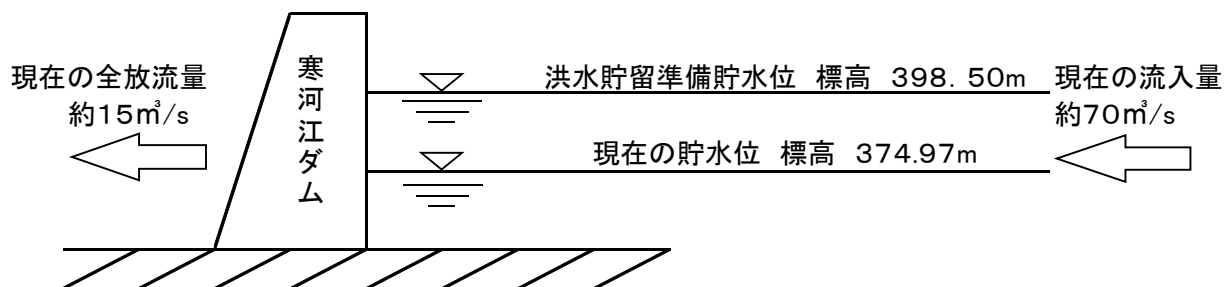 現在の全放流量
約15㎥/s
寒河江ダム
洪水貯留準備貯水位 標高 398.50m
現在の貯水位 標高 374.97m
現在の流入量
約70㎥/s